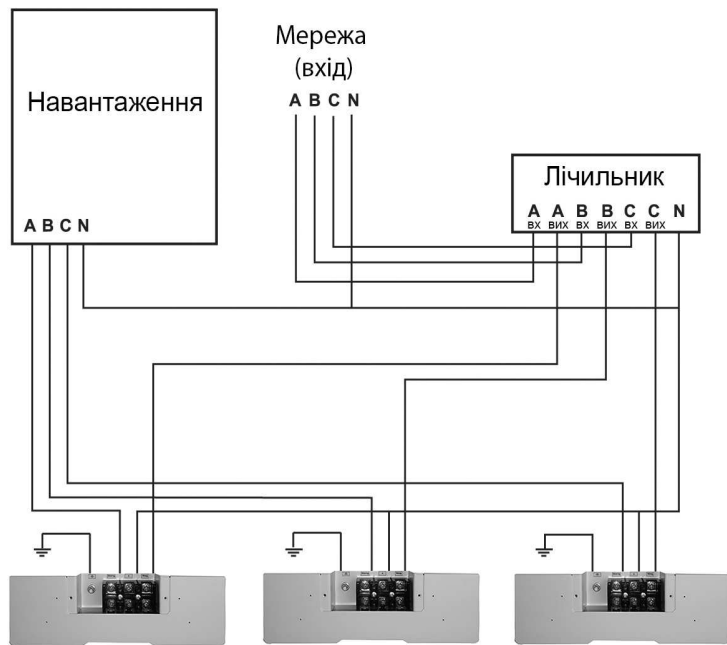 Навантаження
A B C N
Мережа
(вхід)
A B C N
Лічильник
A A B B C C N
вх вих вх вих вх вих